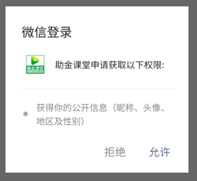 微信登录
助金课堂申请获取以下权限:
获得你的公开信息（昵称、头像、
地区及性别）
拒绝 允许